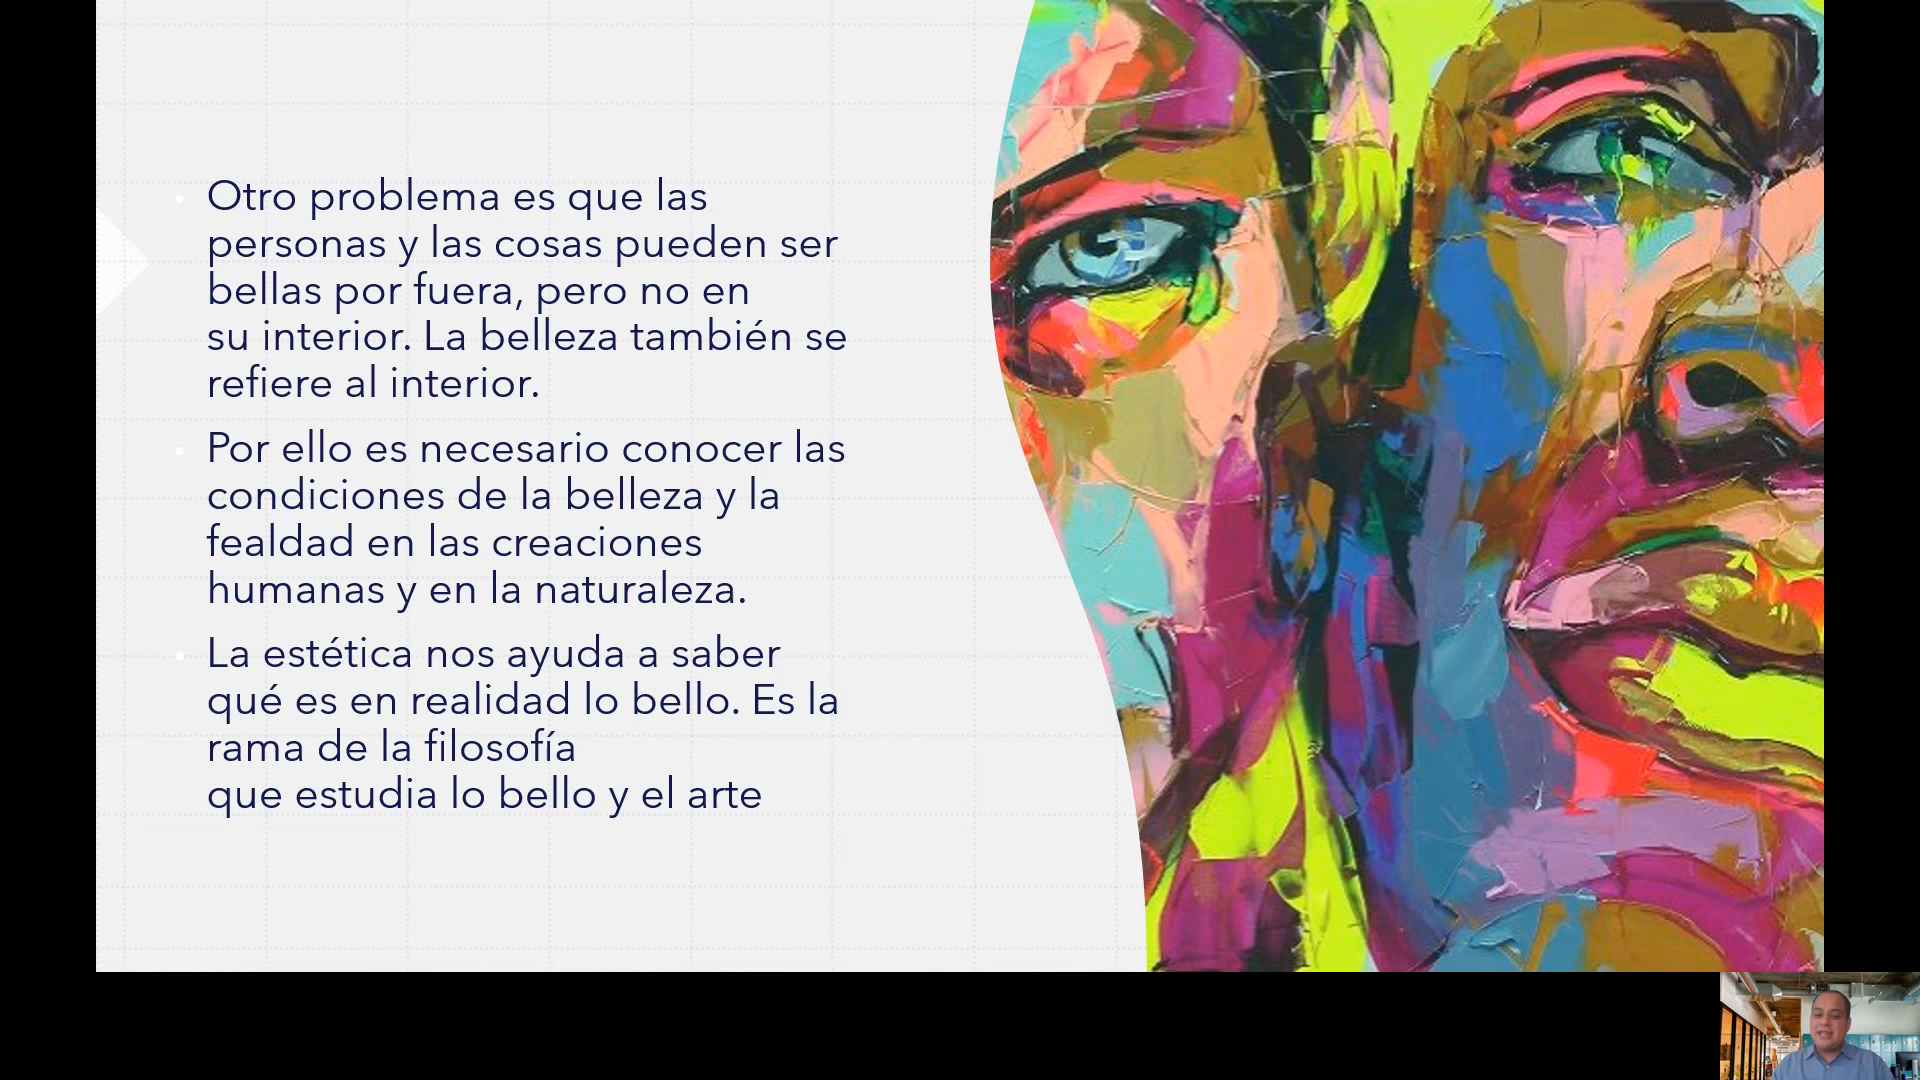 Otro problema es que las
personas y las cosas pueden ser
bellas por fuera, pero no en
su interior. La belleza también se
refiere al interior.
Por ello es necesario conocer las
condiciones de la belleza y la
fealdad en las creaciones
humanas y en la naturaleza.
La estética nos ayuda a saber
qué es en realidad lo bello. Es la
rama de la filosofía
que estudia lo bello y el arte